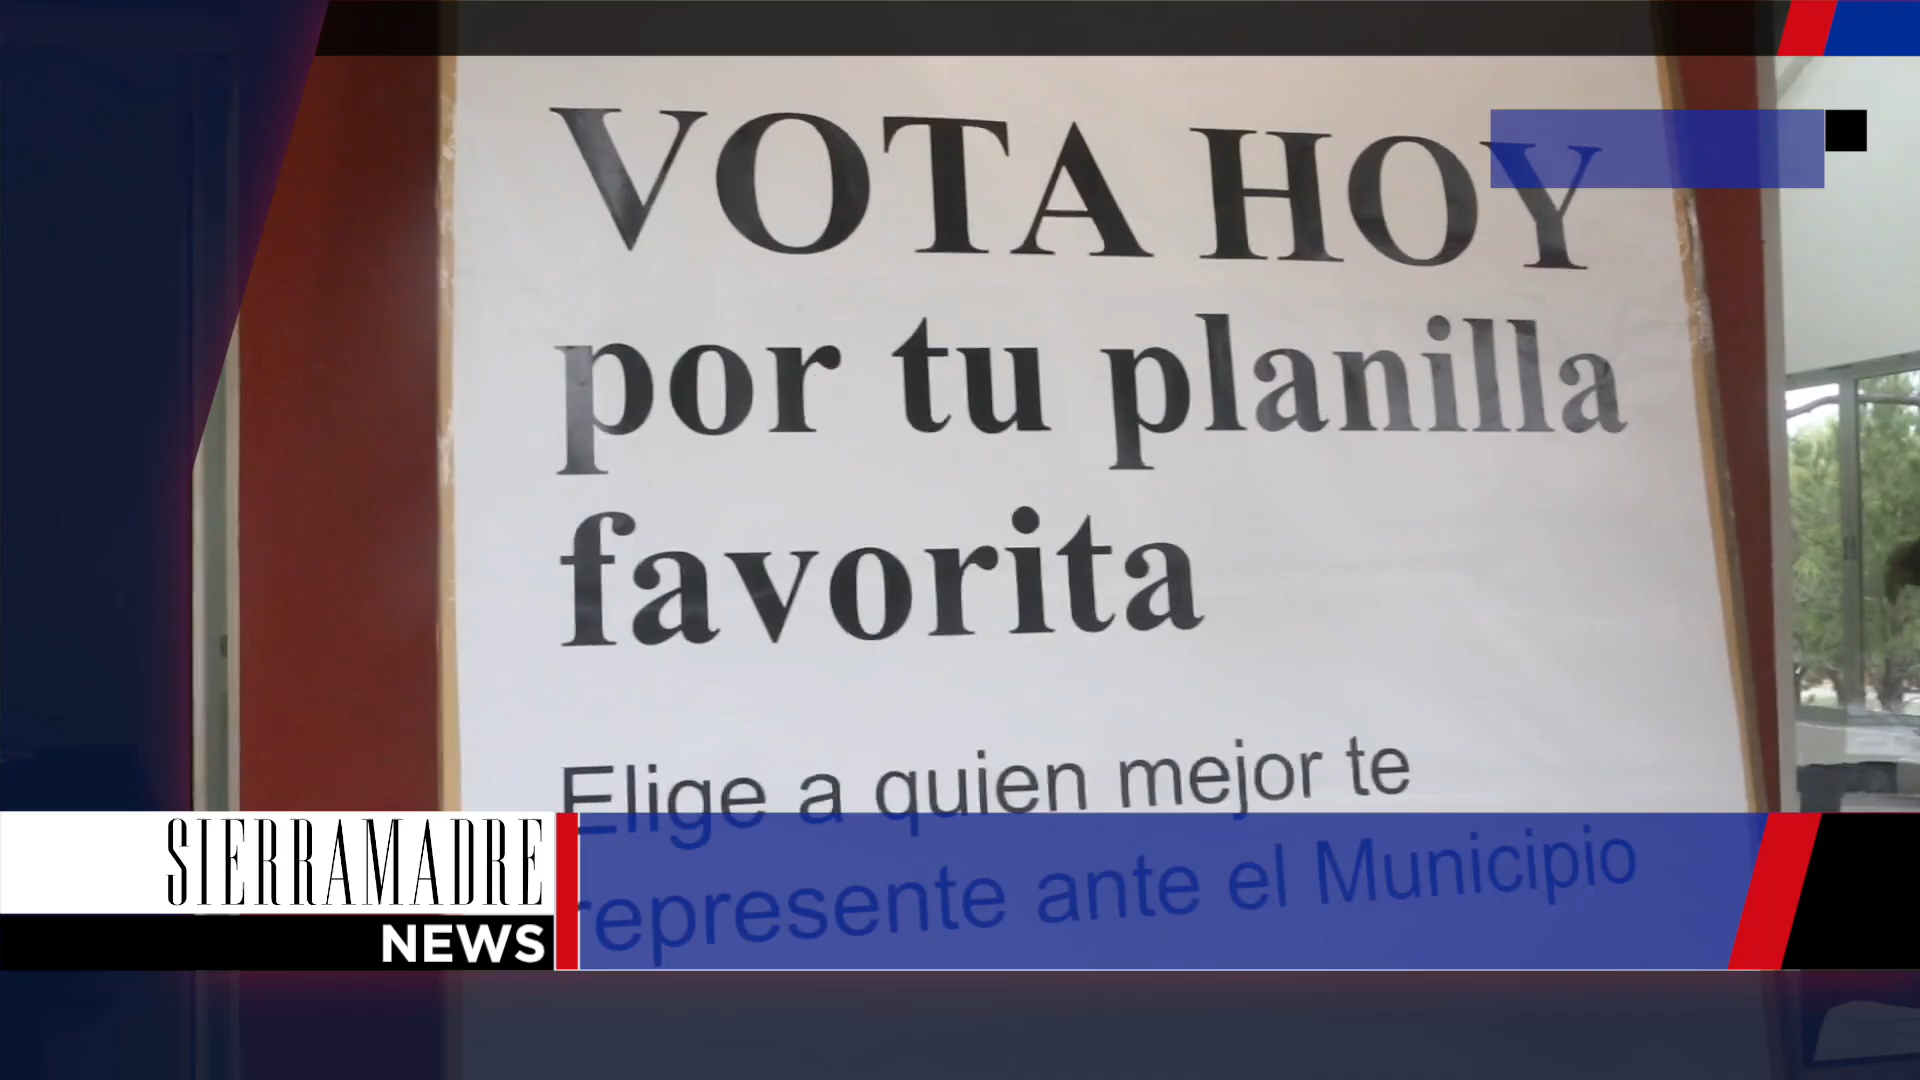 VOTA HOY
por tu planilla
favorita
Elige a quien mejor te
represente ante el Municipio
SIERRAMADRE
NEWS